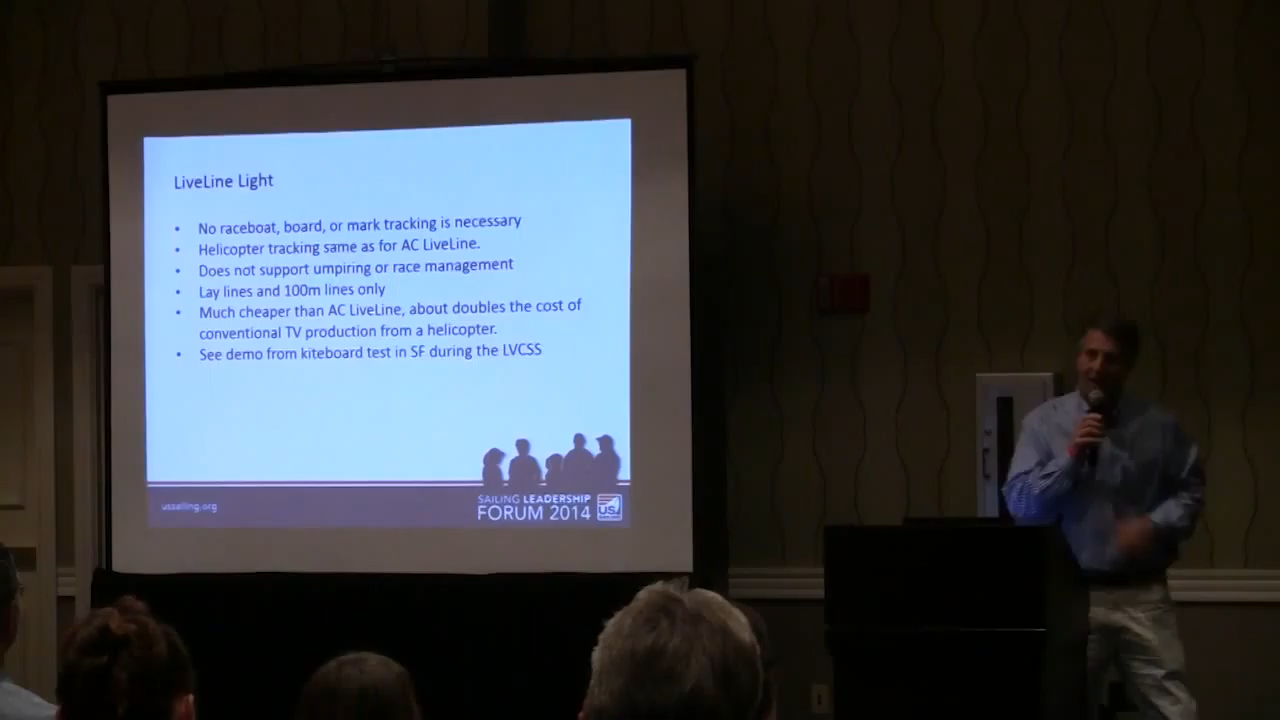 LiveLine Light
• No raceboat, board, or mark tracking is necessary
• Helicopter tracking same as for AC LiveLine.
• Does not support umpiring or race management
• Lay lines and 100m lines only
• Much cheaper than AC LiveLine, about doubles the cost of
conventional TV production from a helicopter.
• See demo from kiteboard test in SF during the LVCSS
ussailing.org
SAILING LEADERSHIP
FORUM 2014
US